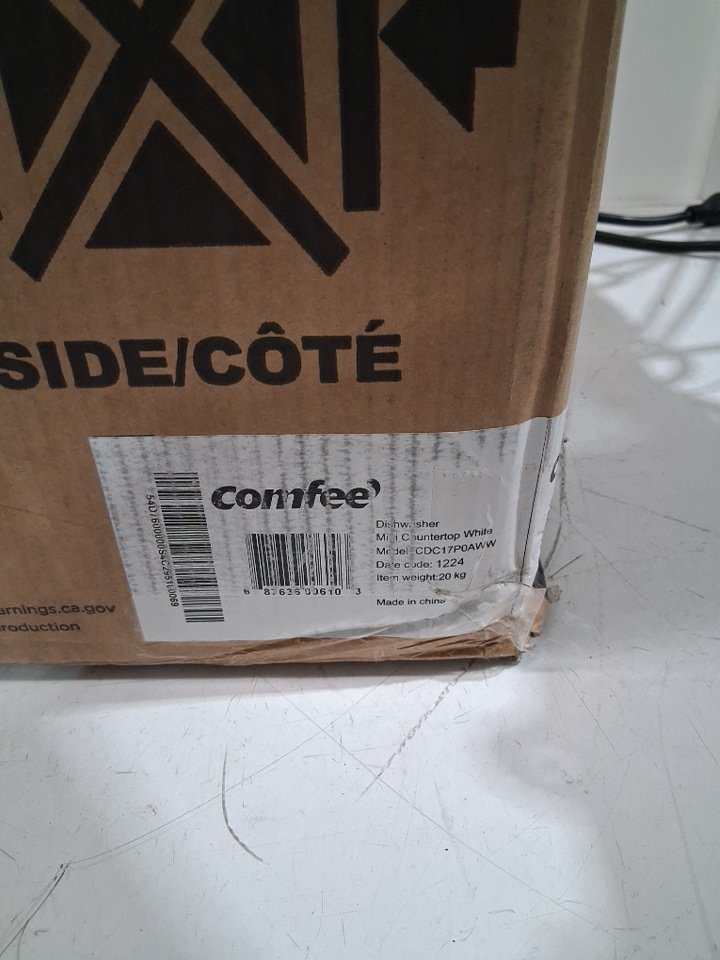 SIDE/CÔTÉ
comfee
Dishwasher
Mini Countertop White
Model:CDC17P0AWW
Date code: 1224
Item weight:20 kg
Made in china
6 87635 00610 3
arnings.ca.gov
roduction